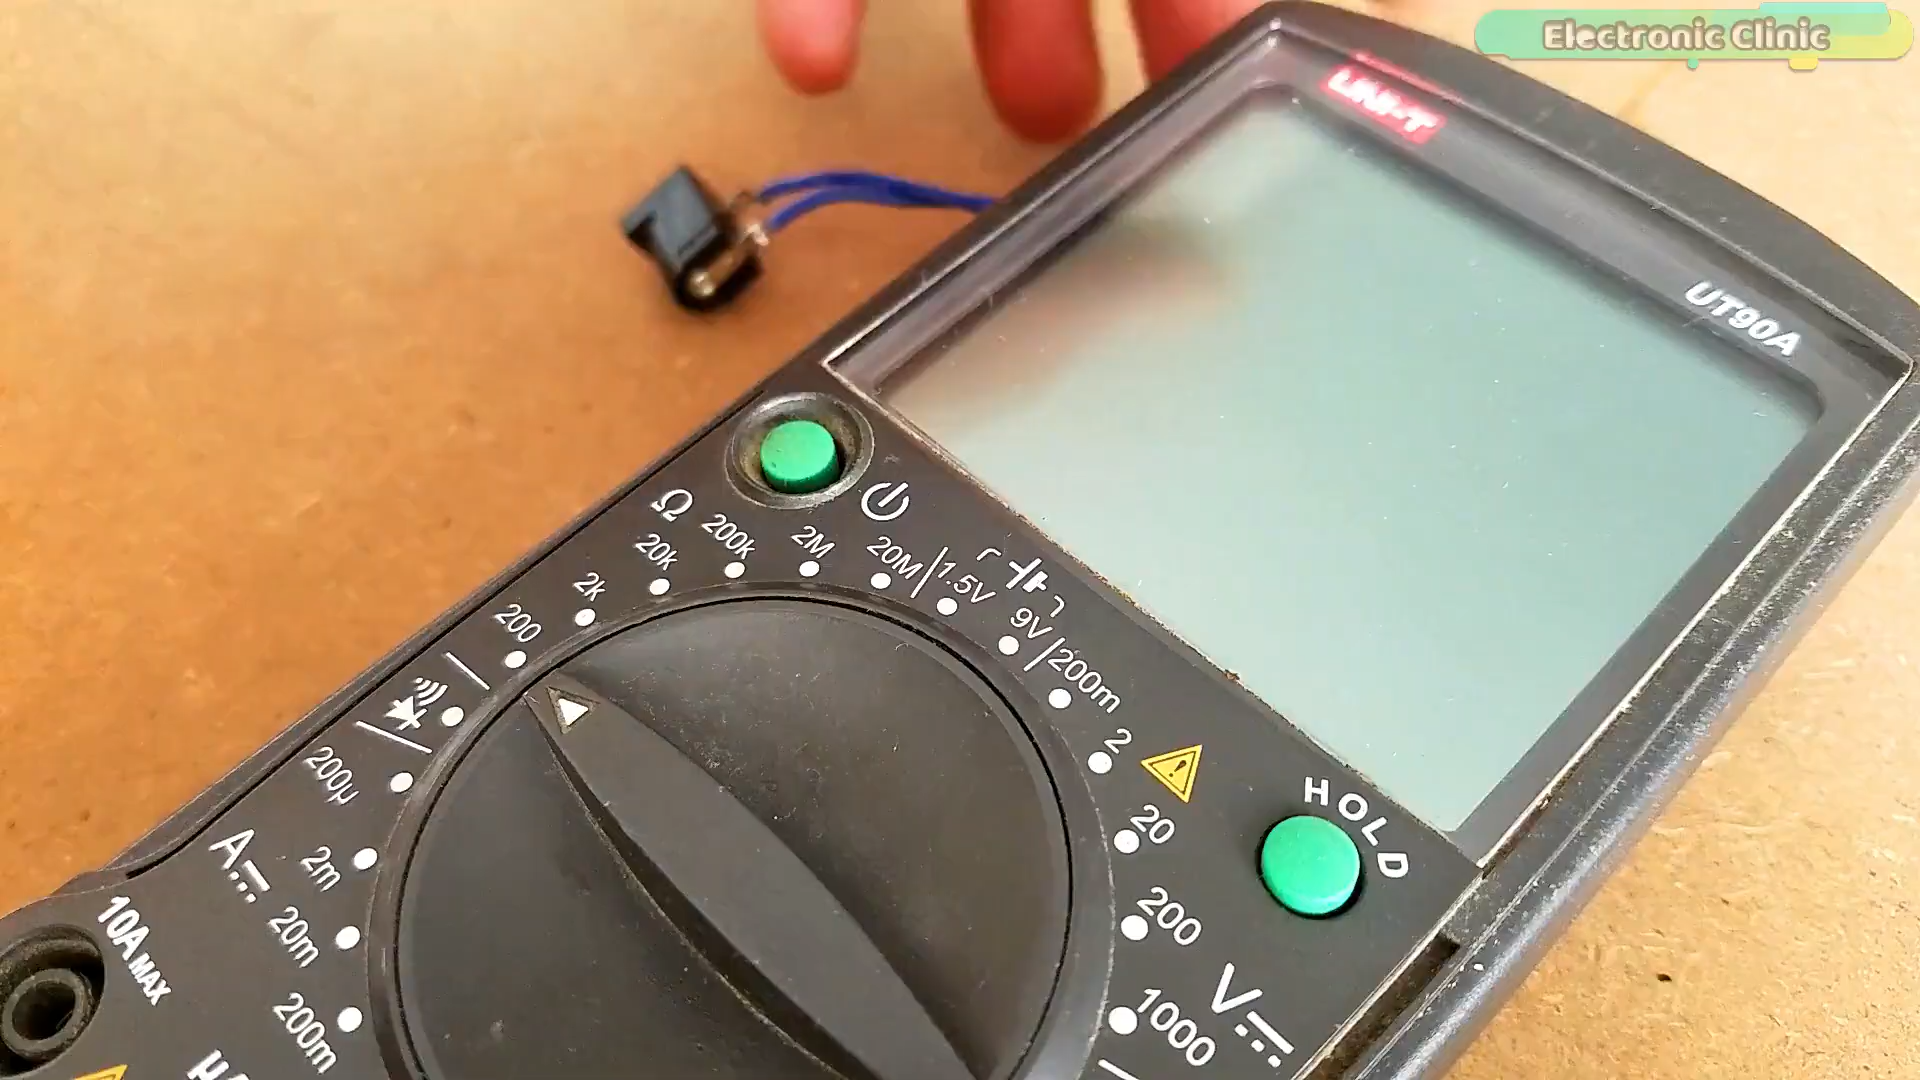 Electronic Clinic
UNI-T
UT90A
Ω
200
2k
20k
200k
2M
20M
1.5V
9V
200m
2
20
200
1000
V
HOLD
200µ
2m
20m
200m
A
10A MAX